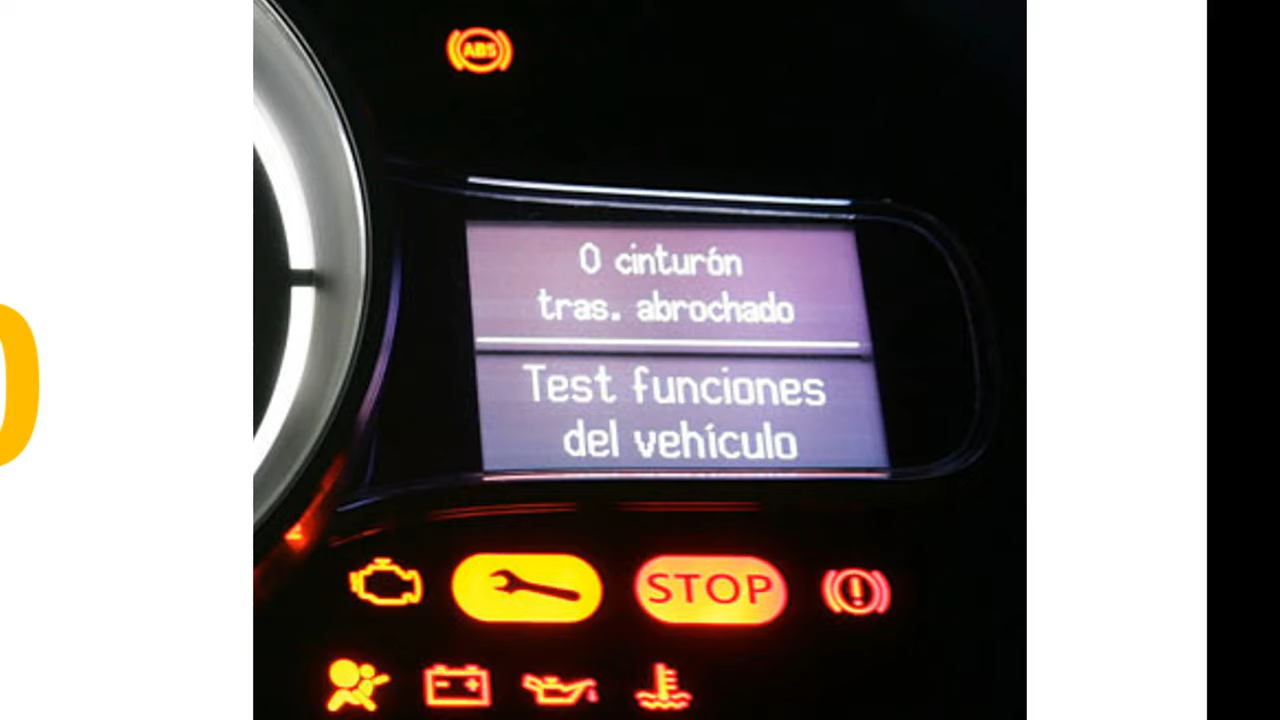 ABS
0 cinturón
tras. abrochado
Test funciones
del vehículo
STOP